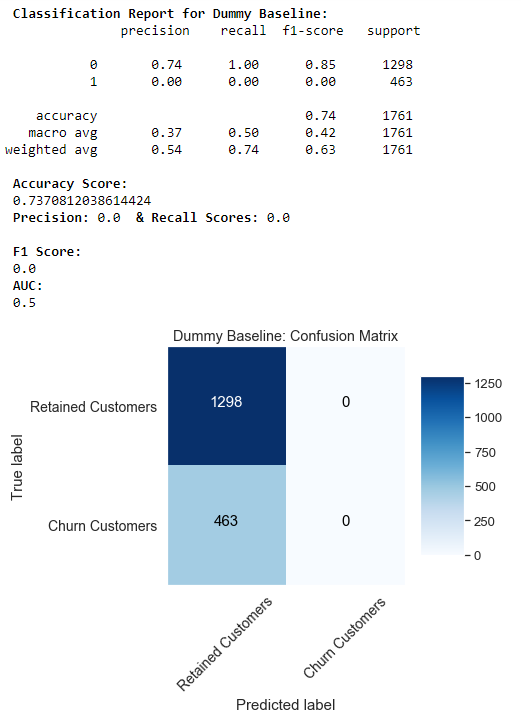 Classification Report for Dummy Baseline:
precision recall f1-score support
0 0.74 1.00 0.85 1298
1 0.00 0.00 0.00 463
accuracy 0.74 1761
macro avg 0.37 0.50 0.42 1761
weighted avg 0.54 0.74 0.63 1761
Accuracy Score:
0.7370812038614424
Precision: 0.0 & Recall Scores: 0.0
F1 Score:
0.0
AUC:
0.5
Dummy Baseline: Confusion Matrix
True label
Retained Customers
1298 0
Churn Customers
463 0
1250
1000
750
500
250
0
Retained Customers
Churn Customers
Predicted label